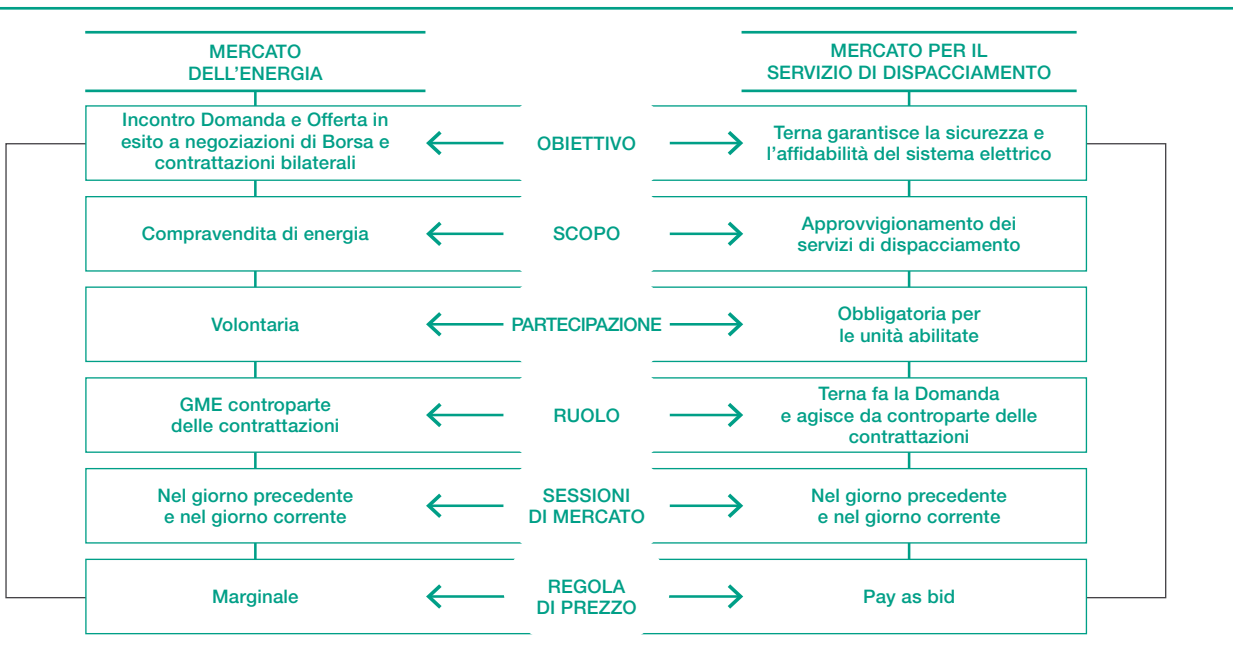 MERCATO
DELL'ENERGIA
MERCATO PER IL
SERVIZIO DI DISPACCIAMENTO
Incontro Domanda e Offerta in
esito a negoziazioni di Borsa e
contrattazioni bilaterali
OBIETTIVO
Terna garantisce la sicurezza e
l'affidabilità del sistema elettrico
Compravendita di energia
SCOPO
Approvvigionamento dei
servizi di dispacciamento
Volontaria
PARTECIPAZIONE
Obbligatoria per
le unità abilitate
GME controparte
delle contrattazioni
RUOLO
Terna fa la Domanda
e agisce da controparte delle
contrattazioni
Nel giorno precedente
e nel giorno corrente
SESSIONI
DI MERCATO
Nel giorno precedente
e nel giorno corrente
Marginale
REGOLA
DI PREZZO
Pay as bid